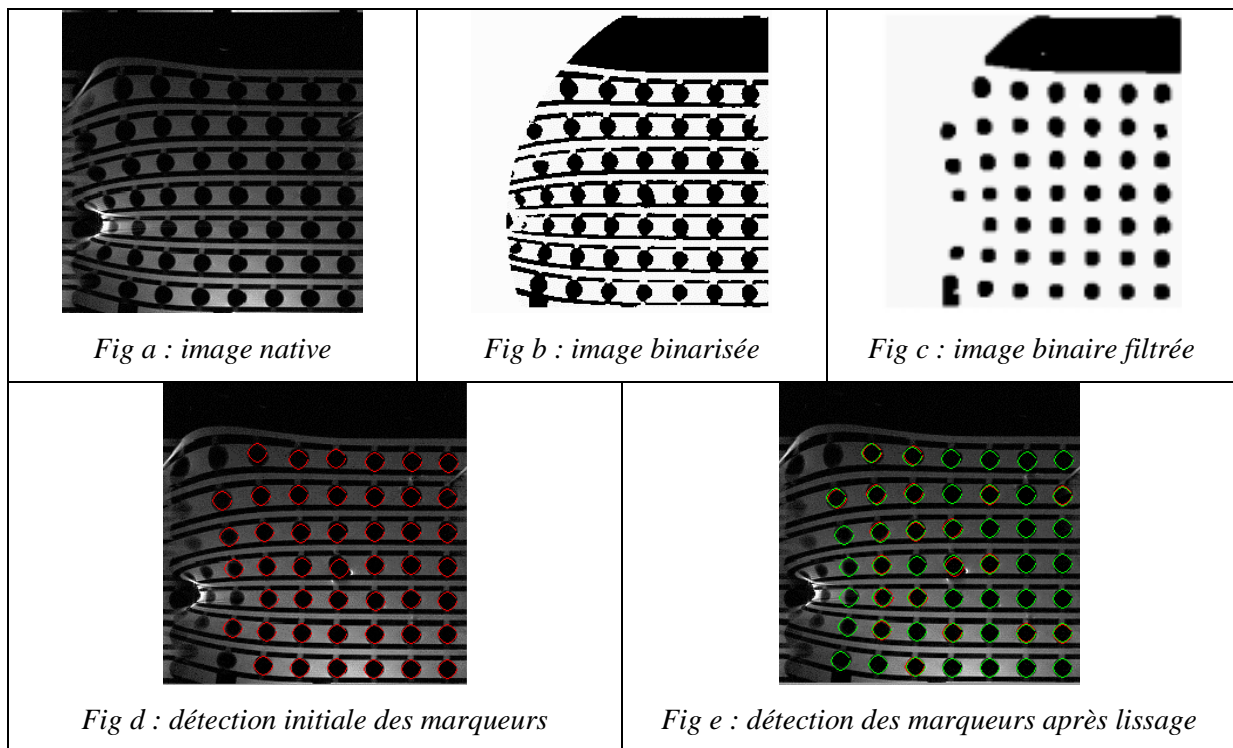 Fig a : image native
Fig b : image binarisée
Fig c : image binaire filtrée
Fig d : détection initiale des marqueurs
Fig e : détection des marqueurs après lissage